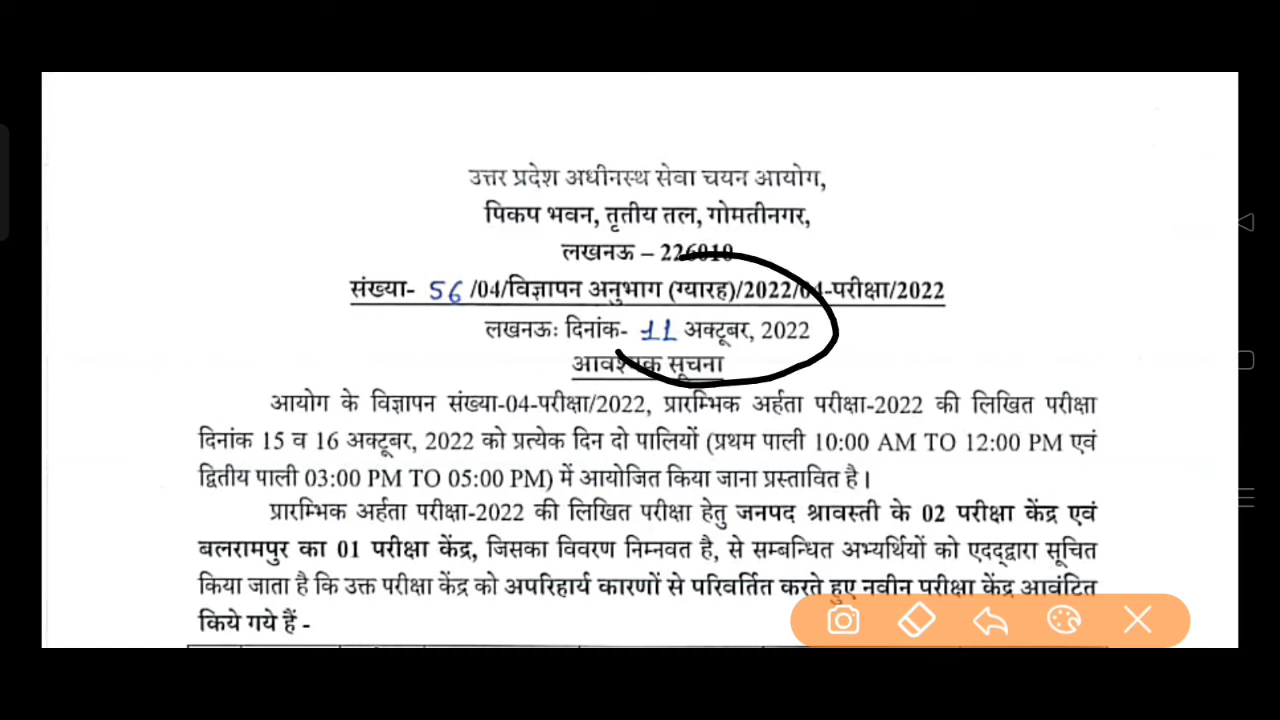 उत्तर प्रदेश अधीनस्थ सेवा चयन आयोग,
पिकप भवन, तृतीय तल, गोमतीनगर,
लखनऊ – 226010
संख्या- 56 /04/विज्ञापन अनुभाग (ग्यारह)/2022/04-परीक्षा/2022
लखनऊः दिनांक- 11 अक्टूबर, 2022
आवश्यक सूचना
आयोग के विज्ञापन संख्या-04-परीक्षा/2022, प्रारम्भिक अर्हता परीक्षा-2022 की लिखित परीक्षा
दिनांक 15 व 16 अक्टूबर, 2022 को प्रत्येक दिन दो पालियों (प्रथम पाली 10:00 AM TO 12:00 PM एवं
द्वितीय पाली 03:00 PM TO 05:00 PM) में आयोजित किया जाना प्रस्तावित है।
प्रारम्भिक अर्हता परीक्षा-2022 की लिखित परीक्षा हेतु जनपद श्रावस्ती के 02 परीक्षा केंद्र एवं
बलरामपुर का 01 परीक्षा केंद्र, जिसका विवरण निम्नवत है, से सम्बन्धित अभ्यर्थियों को एदद्द्वारा सूचित
किया जाता है कि उक्त परीक्षा केंद्र को अपरिहार्य कारणों से परिवर्तित करते हुए नवीन परीक्षा केंद्र आवंटित
किये गये हैं -